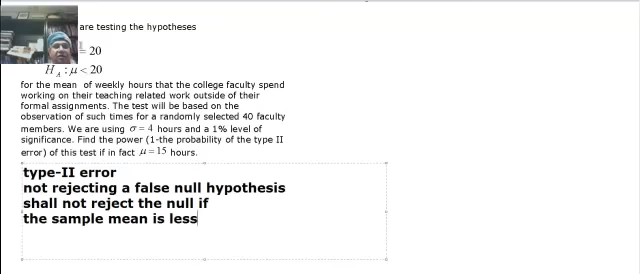 are testing the hypotheses
= 20
H_A : μ < 20
for the mean of weekly hours that the college faculty spend
working on their teaching related work outside of their
formal assignments. The test will be based on the
observation of such times for a randomly selected 40 faculty
members. We are using σ = 4 hours and a 1% level of
significance. Find the power (1-the probability of the type II
error) of this test if in fact μ = 15 hours.
type-II error
not rejecting a false null hypothesis
shall not reject the null if
the sample mean is less